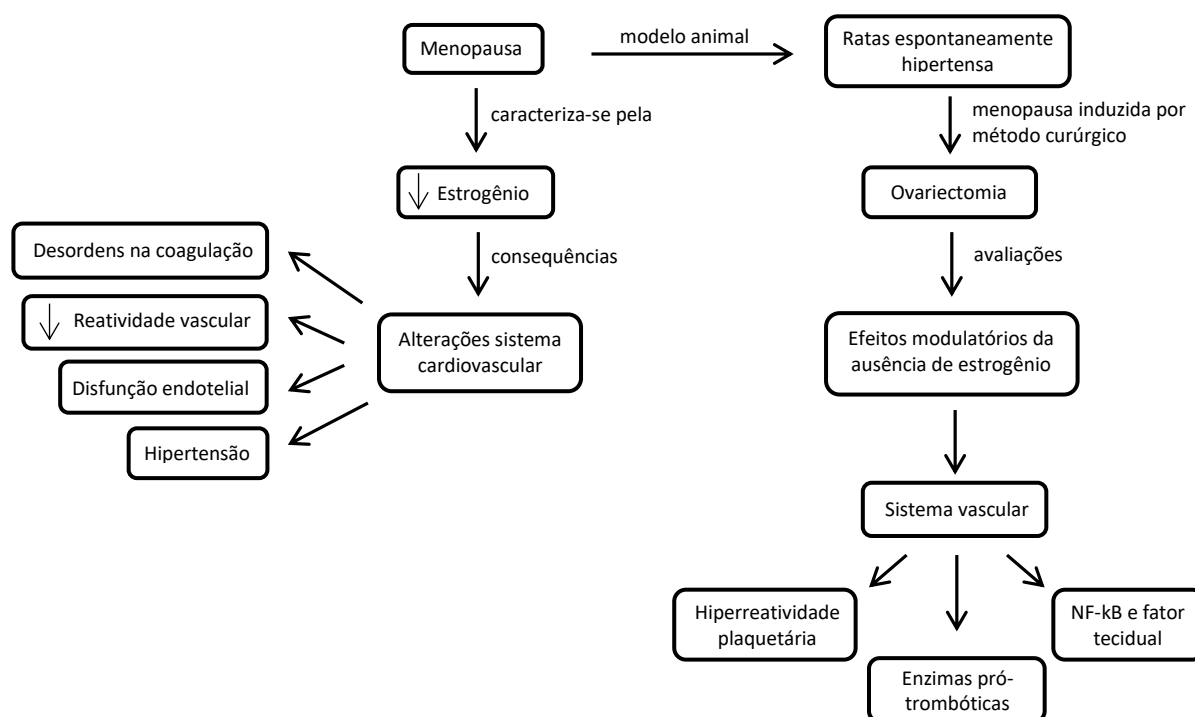 Menopausa
modelo animal
Ratas espontaneamente
hipertensa
caracteriza-se pela
menopausa induzida por
método curúrgico
↓ Estrogênio
Ovariectomia
consequências
avaliações
Desordens na coagulação
↓ Reatividade vascular
Disfunção endotelial
Hipertensão
Alterações sistema
cardiovascular
Efeitos modulatórios da
ausência de estrogênio
Sistema vascular
Hiperreatividade
plaquetária
Enzimas pró-
trombóticas
NF-kB e fator
tecidual